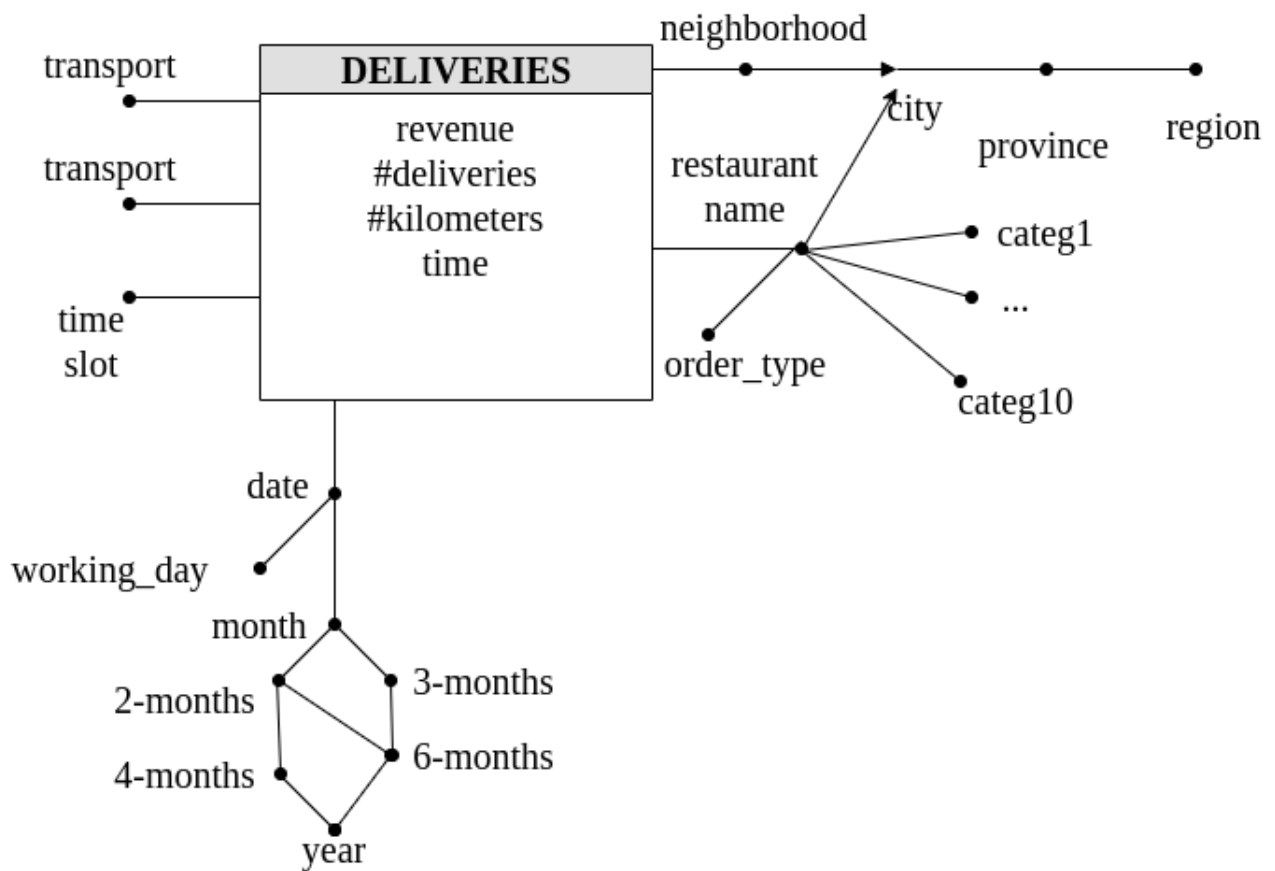 neighborhood
transport
DELIVERIES
revenue
#deliveries
#kilometers
time
city
province
region
transport
restaurant
name
categ1
...
time
slot
order_type
categ10
date
working_day
month
2-months
3-months
4-months
6-months
year